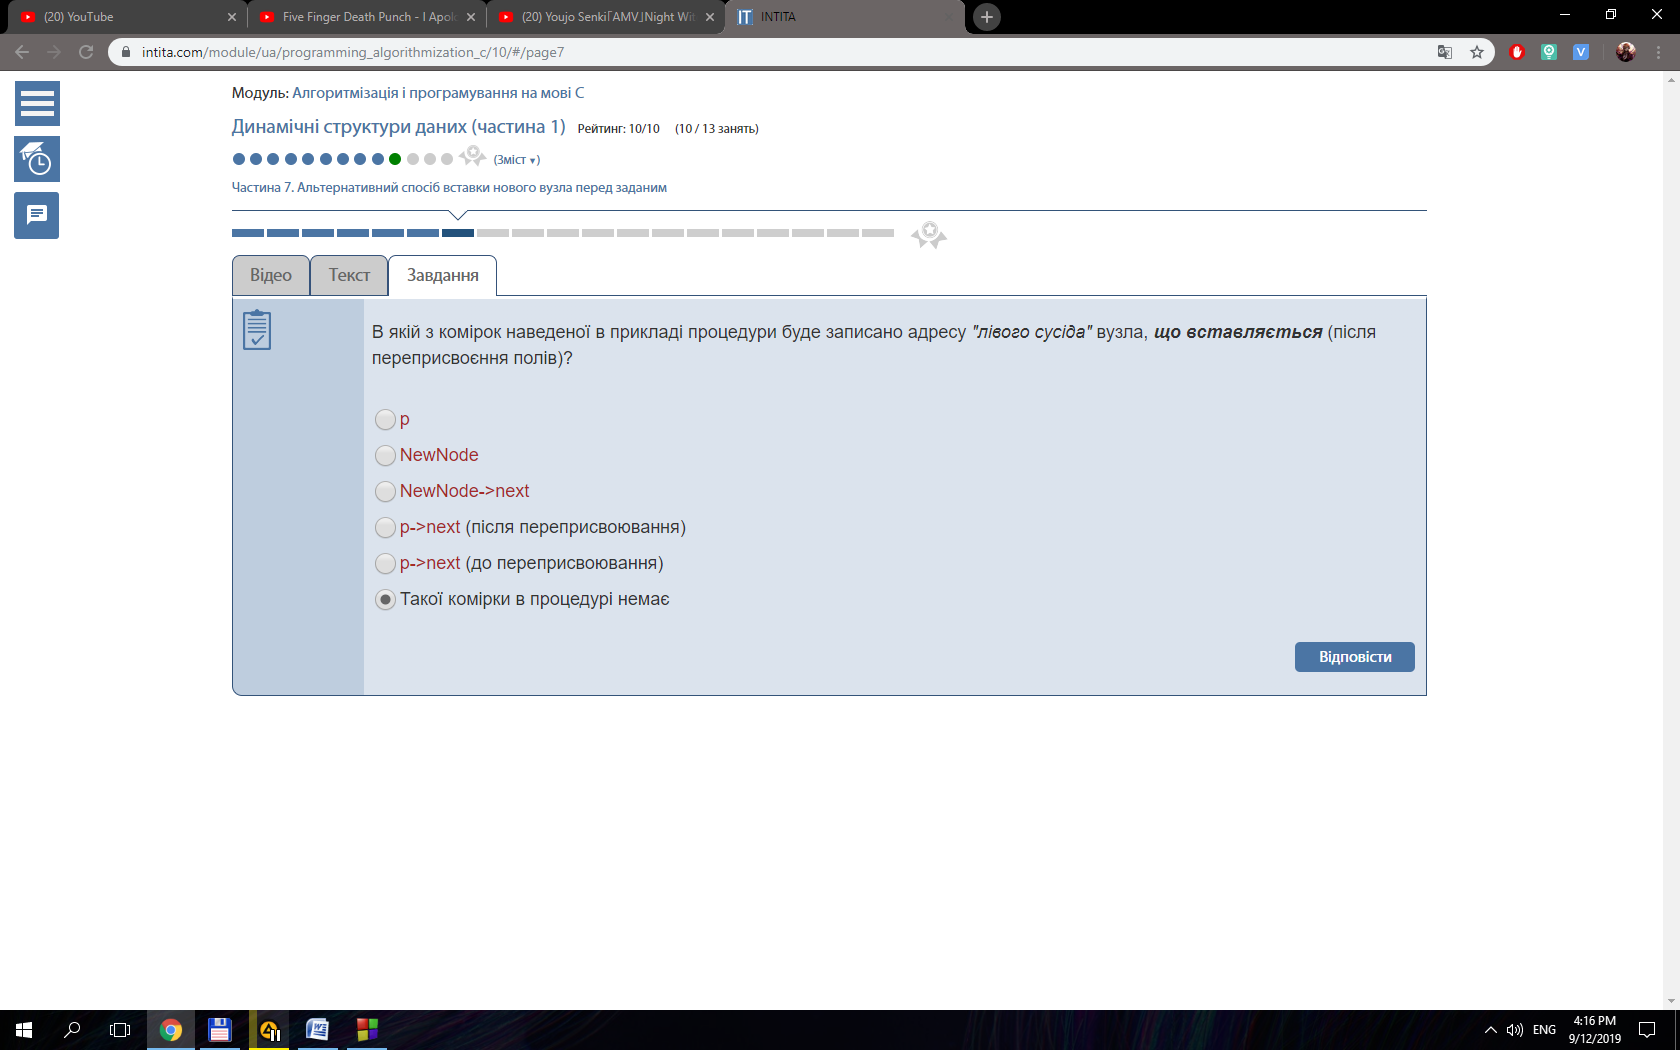 (20) YouTube
Five Finger Death Punch - I Apolo
(20) Youjo Senki「AMV」Night Wit
IT INTITA
intita.com/module/ua/programming_algorithmization_c/10/#/page7
Модуль: Алгоритмізація і програмування на мові С
Динамічні структури даних (частина 1) Рейтинг: 10/10 (10 / 13 занять)
(Зміст ▾)
Частина 7. Альтернативний спосіб вставки нового вузла перед заданим
Відео Текст Завдання
В якій з комірок наведеної в прикладі процедури буде записано адресу "лівого сусіда" вузла, що вставляється (після
переприсвоєння полів)?
p
NewNode
NewNode->next
p->next (після переприсвоювання)
p->next (до переприсвоювання)
Такої комірки в процедурі немає
Відповісти
ENG
4:16 PM
9/12/2019